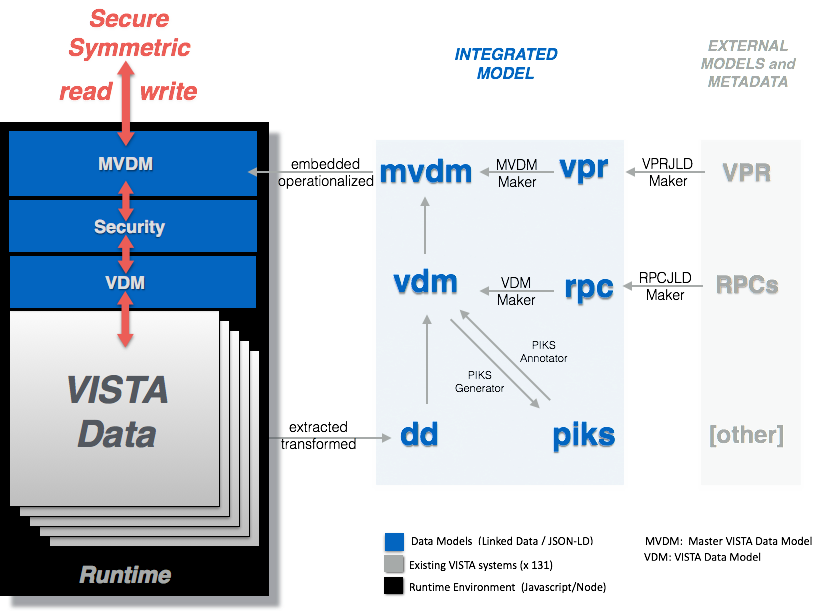 Secure
Symmetric
read write
INTEGRATED
MODEL
EXTERNAL
MODELS and
METADATA
MVDM
Security
VDM
VISTA
Data
Runtime
embedded
operationalized
mvdm
MVDM
Maker
vpr
VPRJLD
Maker
VPR
vdm
VDM
Maker
rpc
RPCJLD
Maker
RPCs
PIKS
Annotator
PIKS
Generator
extracted
transformed
dd
piks
[other]
Data Models (Linked Data / JSON-LD)
Existing VISTA systems (x 131)
Runtime Environment (Javascript/Node)
MVDM: Master VISTA Data Model
VDM: VISTA Data Model